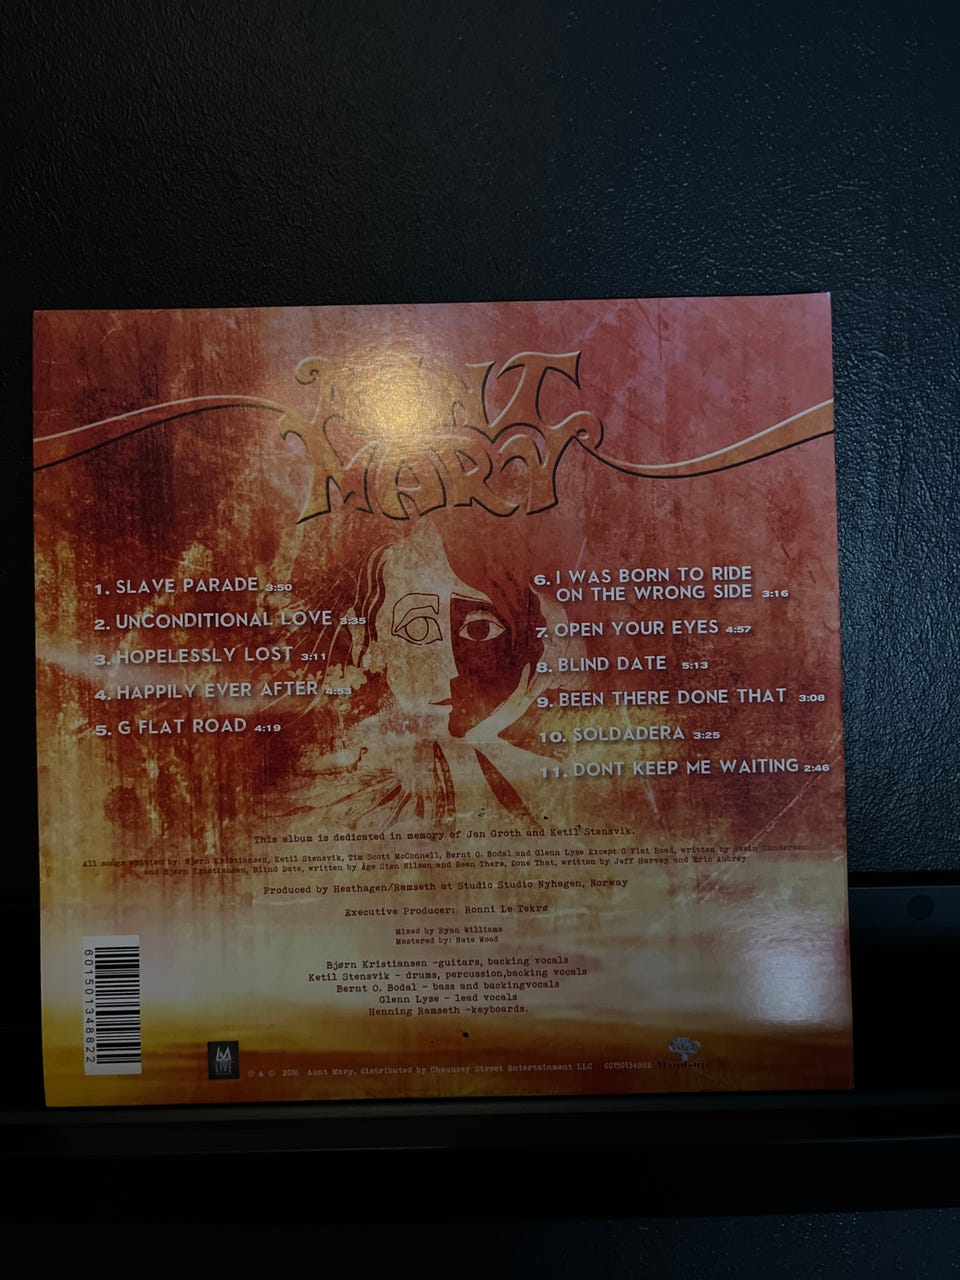 AUNT
MARY
1. SLAVE PARADE 3:50
2. UNCONDITIONAL LOVE 3:35
3. HOPELESSLY LOST 3:11
4. HAPPILY EVER AFTER 4:53
5. G FLAT ROAD 4:19
6. I WAS BORN TO RIDE
ON THE WRONG SIDE 3:16
7. OPEN YOUR EYES 4:57
8. BLIND DATE 5:13
9. BEEN THERE DONE THAT 3:08
10. SOLDADERA 3:25
11. DONT KEEP ME WAITING 2:46
This album is dedicated in memory of Jan Groth and Ketil Stensvik.
All songs written by: Bjørn Kristiansen, Ketil Stensvik, Tim Scott McConnell, Bernt O. Bodal and Glenn Lyse Except G Flat Road, written by Svein Gundersen
and Bjørn Kristiansen, Blind Date, written by Åge Sten Nilsen and Been There, Done That, written by Jeff Harvey and Eric Aubrey
Produced by Hesthagen/Ramseth at Studio Studio Nyhagen, Norway
Executive Producer: Ronni Le Tekrø
Mixed by Ryan Williams
Mastered by: Nate Wood
Bjørn Kristiansen -guitars, backing vocals
Ketil Stensvik - drums, percussion,backing vocals
Bernt O. Bodal - bass and backingvocals
Glenn Lyse - lead vocals
Henning Ramseth -keyboards.
601501348822
LIVE
℗ & © 2016 Aunt Mary, distributed by Chauncey Street Entertainment LLC 60150134882